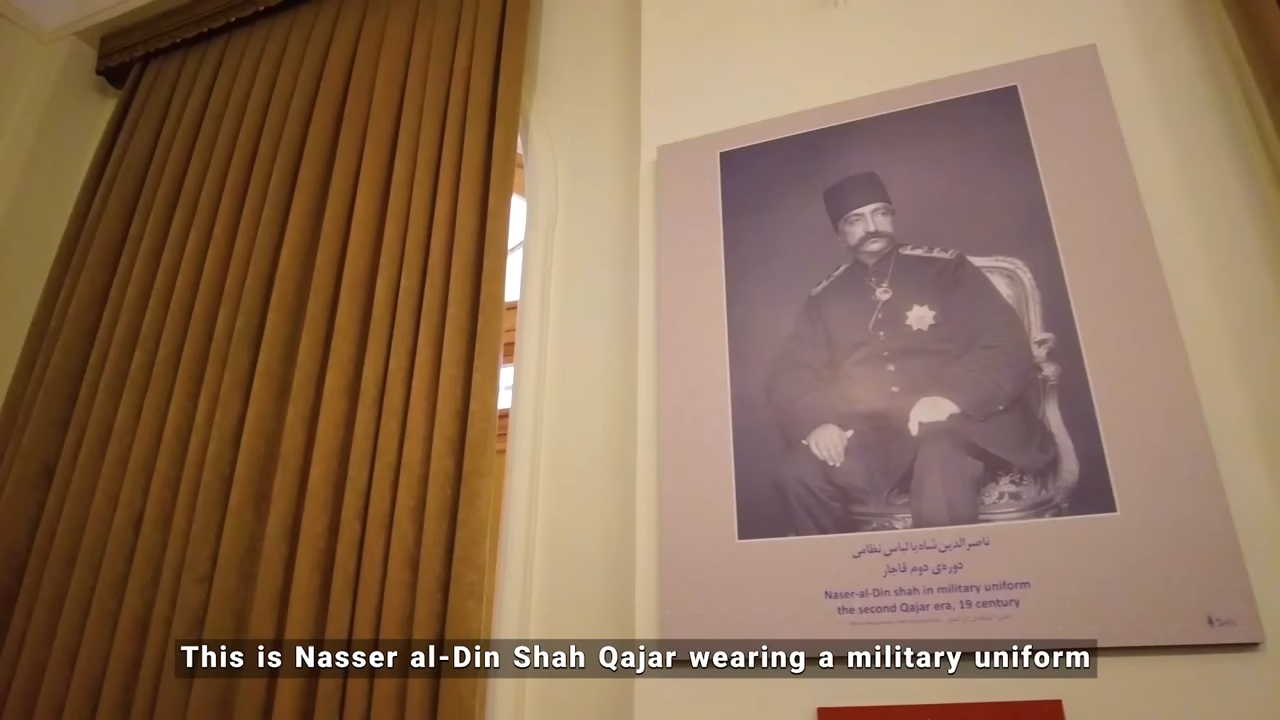 ناصرالدین شاه با لباس نظامی
دوره‌ی دوم قاجار
Naser-al-Din shah in military uniform
the second Qajar era, 19 century
This is Nasser al-Din Shah Qajar wearing a military uniform